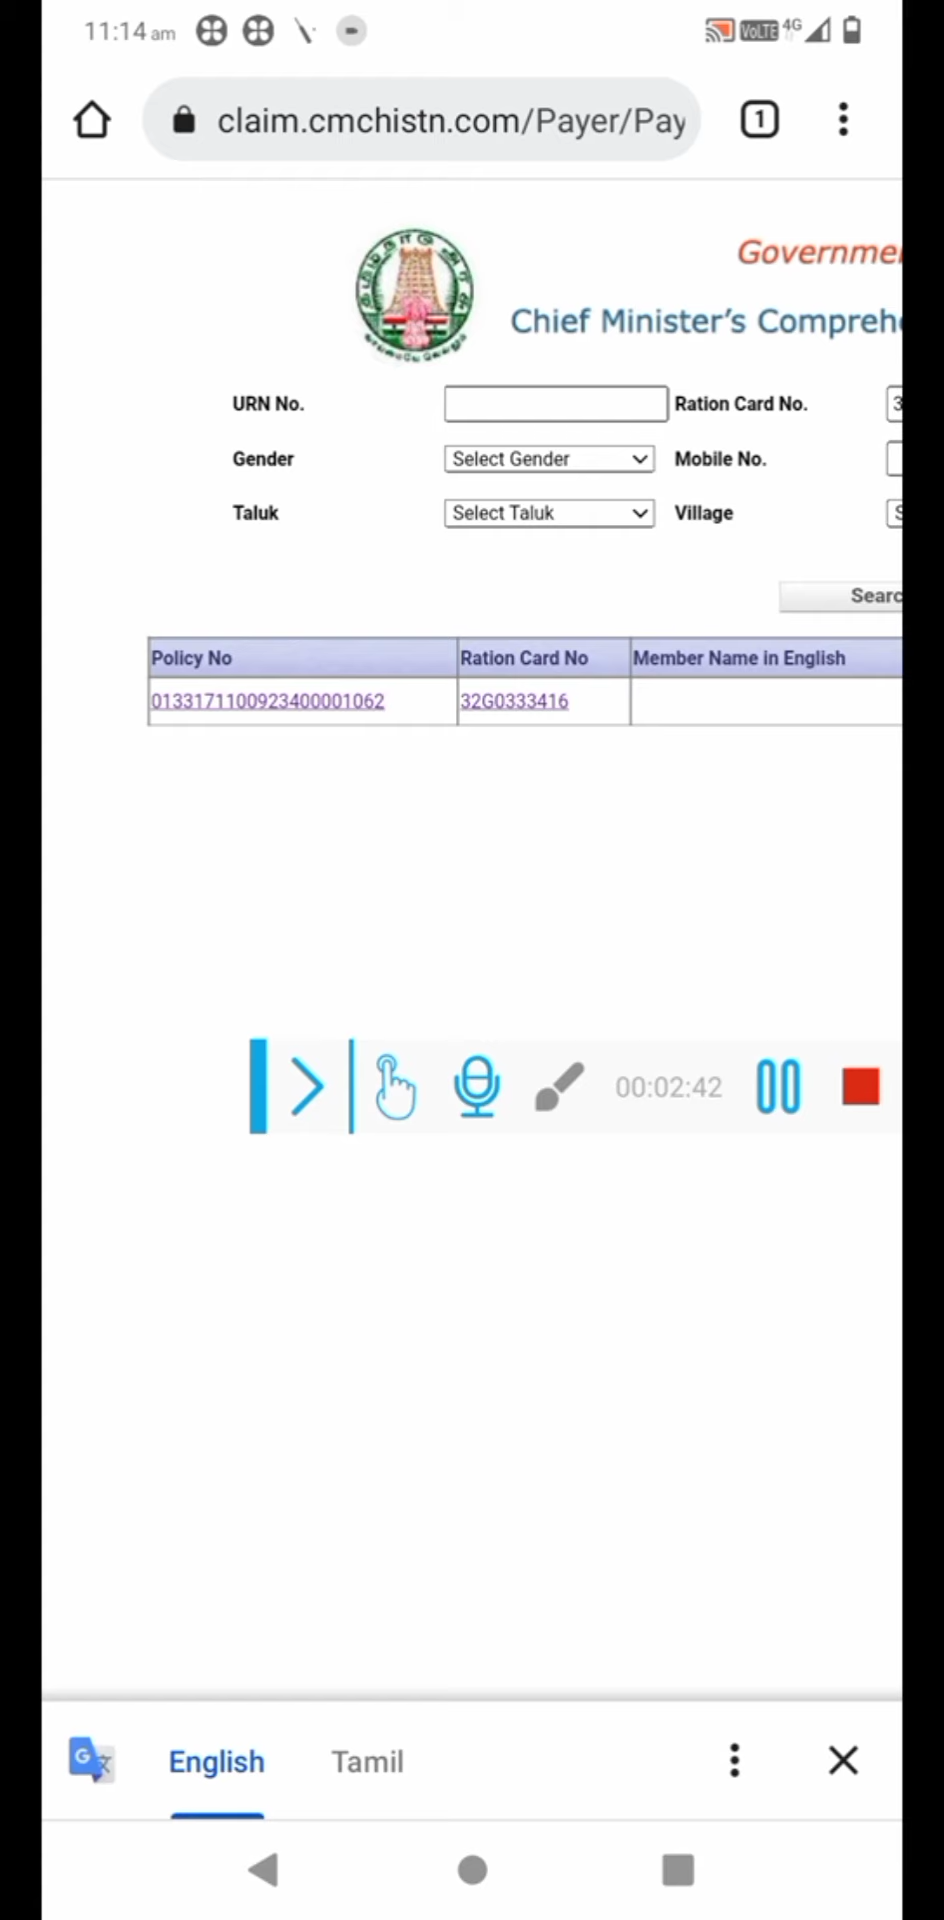 11:14 am
VoLTE 4G
claim.cmchistn.com/Payer/Pay
1
Governme
Chief Minister's Compreh
URN No. Ration Card No. 3
Gender Select Gender Mobile No.
Taluk Select Taluk Village S
Searc
Policy No Ration Card No Member Name in English
0133171100923400001062 32G0333416
00:02:42
English Tamil